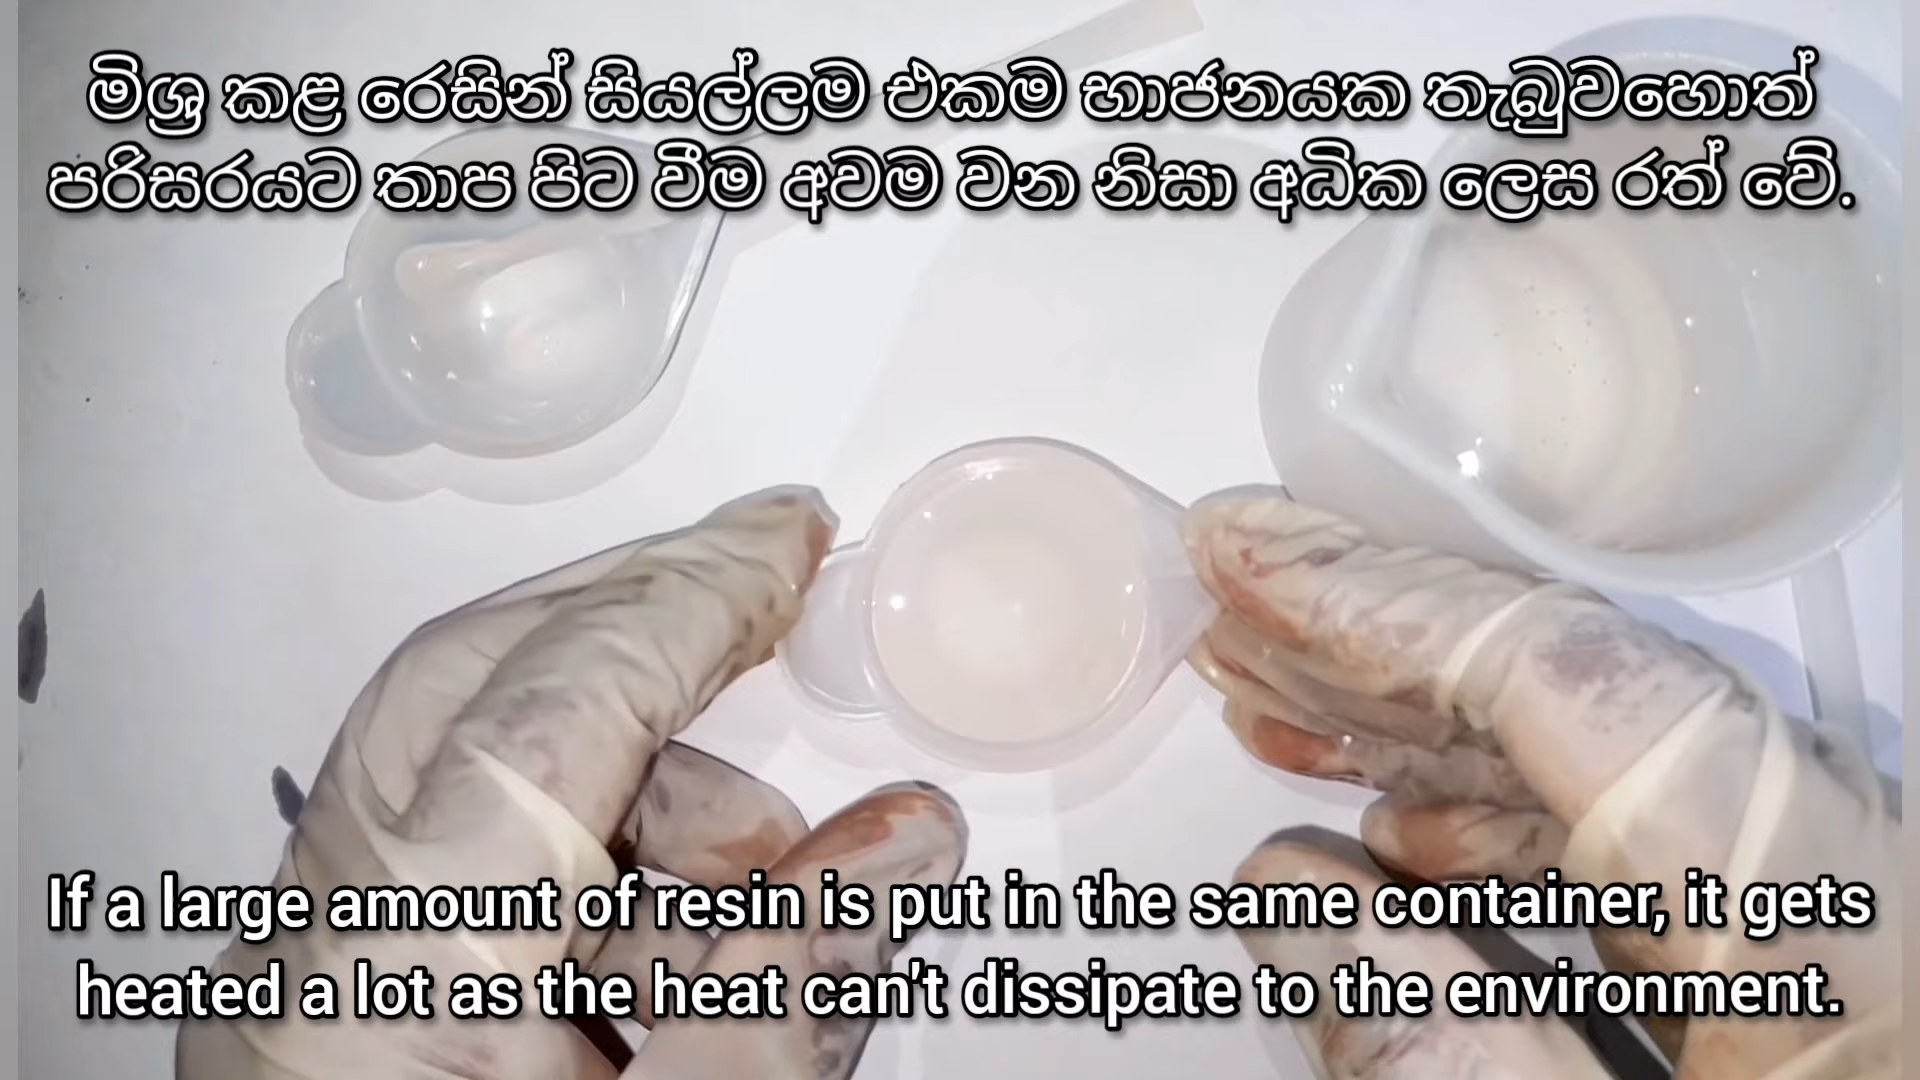 මිශ්‍ර කළ රෙසින් සියල්ලම එකම භාජනයක තැබුවහොත්
පරිසරයට තාප පිට වීම අවම වන නිසා අධික ලෙස රත් වේ.
If a large amount of resin is put in the same container, it gets
heated a lot as the heat can't dissipate to the environment.